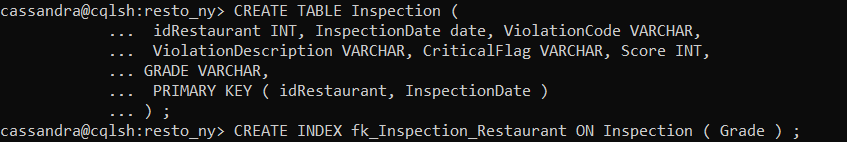 cassandra@cqlsh:resto_ny> CREATE TABLE Inspection (
... idRestaurant INT, InspectionDate date, ViolationCode VARCHAR,
... ViolationDescription VARCHAR, CriticalFlag VARCHAR, Score INT,
... GRADE VARCHAR,
... PRIMARY KEY ( idRestaurant, InspectionDate )
... ) ;
cassandra@cqlsh:resto_ny> CREATE INDEX fk_Inspection_Restaurant ON Inspection ( Grade ) ;